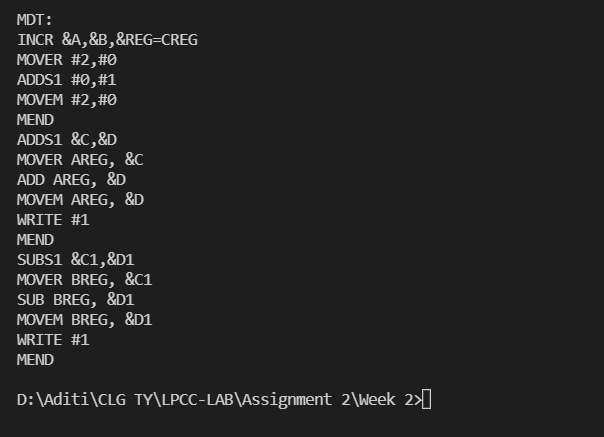 MDT:
INCR &A,&B,&REG=CREG
MOVER #2,#0
ADDS1 #0,#1
MOVEM #2,#0
MEND
ADDS1 &C,&D
MOVER AREG, &C
ADD AREG, &D
MOVEM AREG, &D
WRITE #1
MEND
SUBS1 &C1,&D1
MOVER BREG, &C1
SUB BREG, &D1
MOVEM BREG, &D1
WRITE #1
MEND
D:\Aditi\CLG TY\LPCC-LAB\Assignment 2\Week 2>